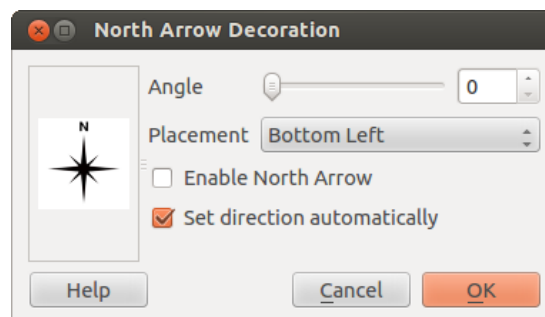 North Arrow Decoration
Angle 0
N
Placement Bottom Left
Enable North Arrow
Set direction automatically
Help Cancel OK